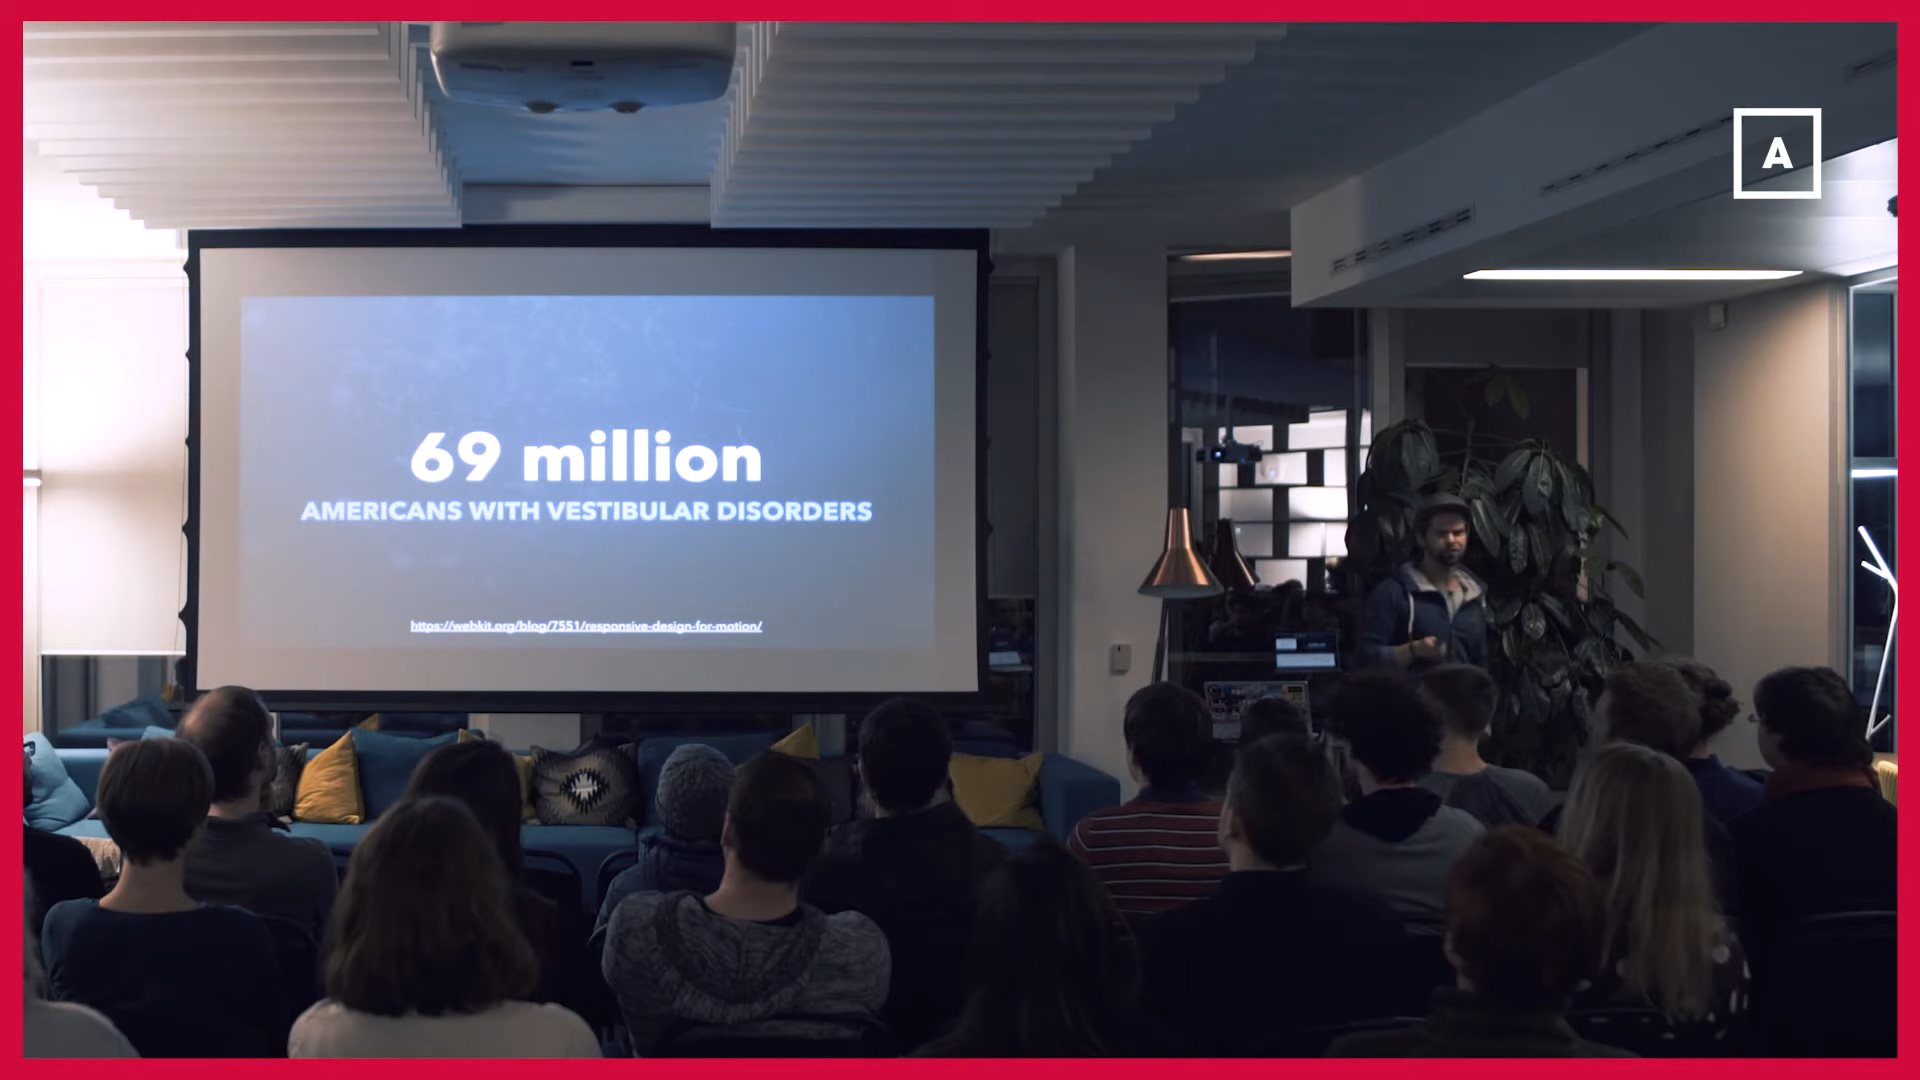 A
69 million
AMERICANS WITH VESTIBULAR DISORDERS
https://webkit.org/blog/7551/responsive-design-for-motion/